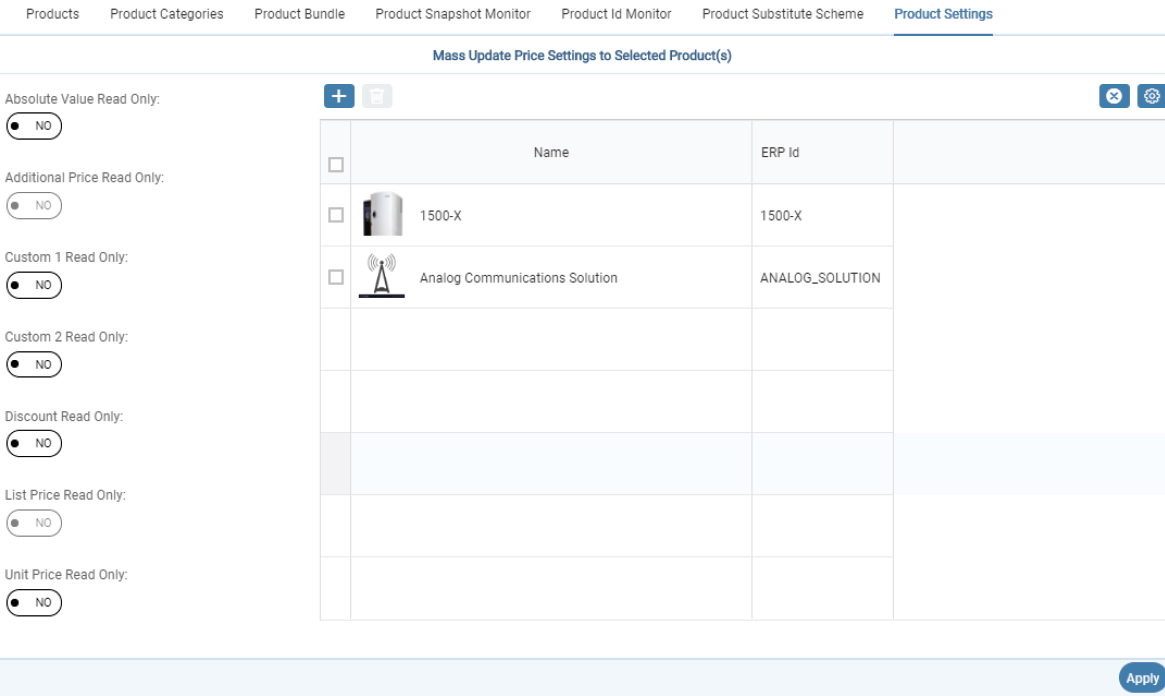 Products Product Categories Product Bundle Product Snapshot Monitor Product Id Monitor Product Substitute Scheme Product Settings
Mass Update Price Settings to Selected Product(s)
Absolute Value Read Only:
NO
Additional Price Read Only:
NO
Custom 1 Read Only:
NO
Custom 2 Read Only:
NO
Discount Read Only:
NO
List Price Read Only:
NO
Unit Price Read Only:
NO
Name ERP Id
1500-X 1500-X
Analog Communications Solution ANALOG_SOLUTION
Apply